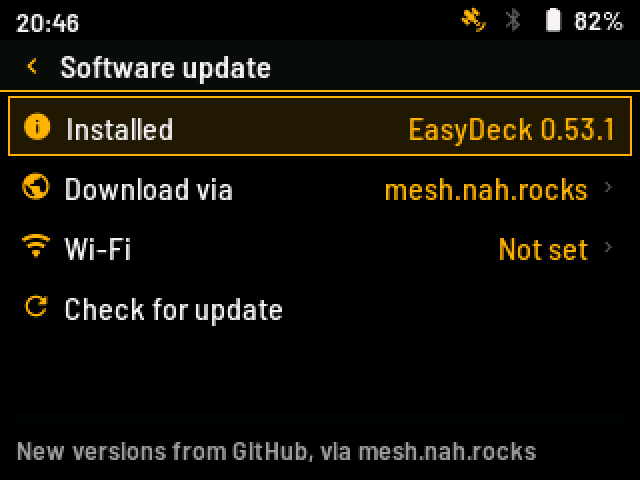 20:46 82%
Software update
Installed EasyDeck 0.53.1
Download via mesh.nah.rocks
Wi-Fi Not set
Check for update
New versions from GitHub, via mesh.nah.rocks